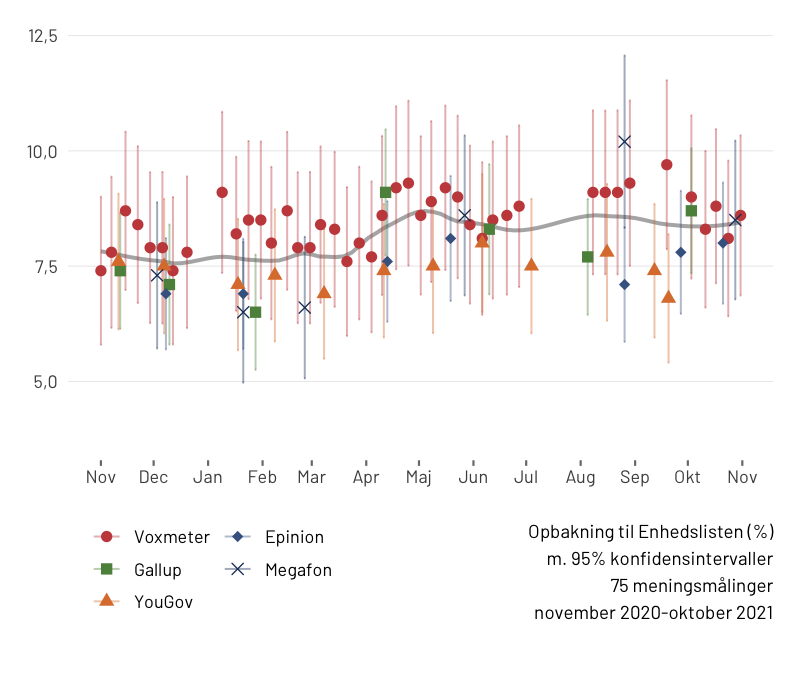 12,5
10,0
7,5
5,0
Nov Dec Jan Feb Mar Apr Maj Jun Jul Aug Sep Okt Nov
Voxmeter Epinion
Gallup Megafon
YouGov
Opbakning til Enhedslisten (%)
m. 95% konfidensintervaller
75 meningsmålinger
november 2020-oktober 2021